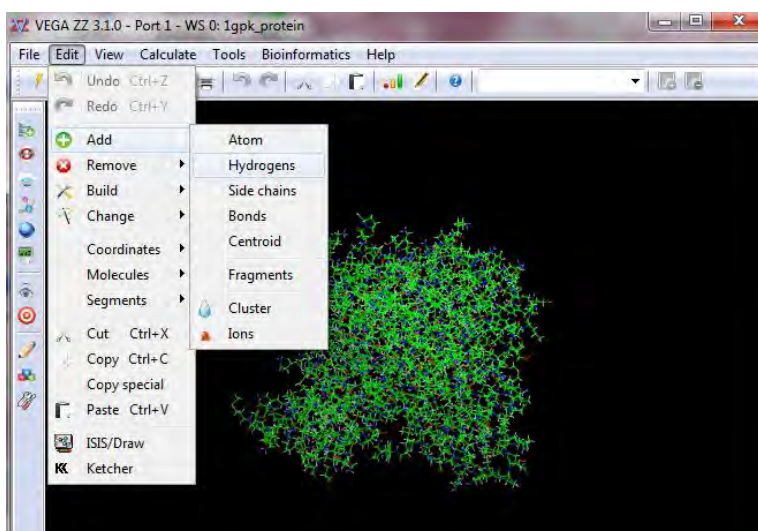 VEGA ZZ 3.1.0 - Port 1 - WS 0: 1gpk_protein
File Edit View Calculate Tools Bioinformatics Help
Undo Ctrl+Z
Redo Ctrl+Y
Add
Remove
Build
Change
Coordinates
Molecules
Segments
Cut Ctrl+X
Copy Ctrl+C
Copy special
Paste Ctrl+V
ISIS/Draw
Ketcher
Atom
Hydrogens
Side chains
Bonds
Centroid
Fragments
Cluster
Ions